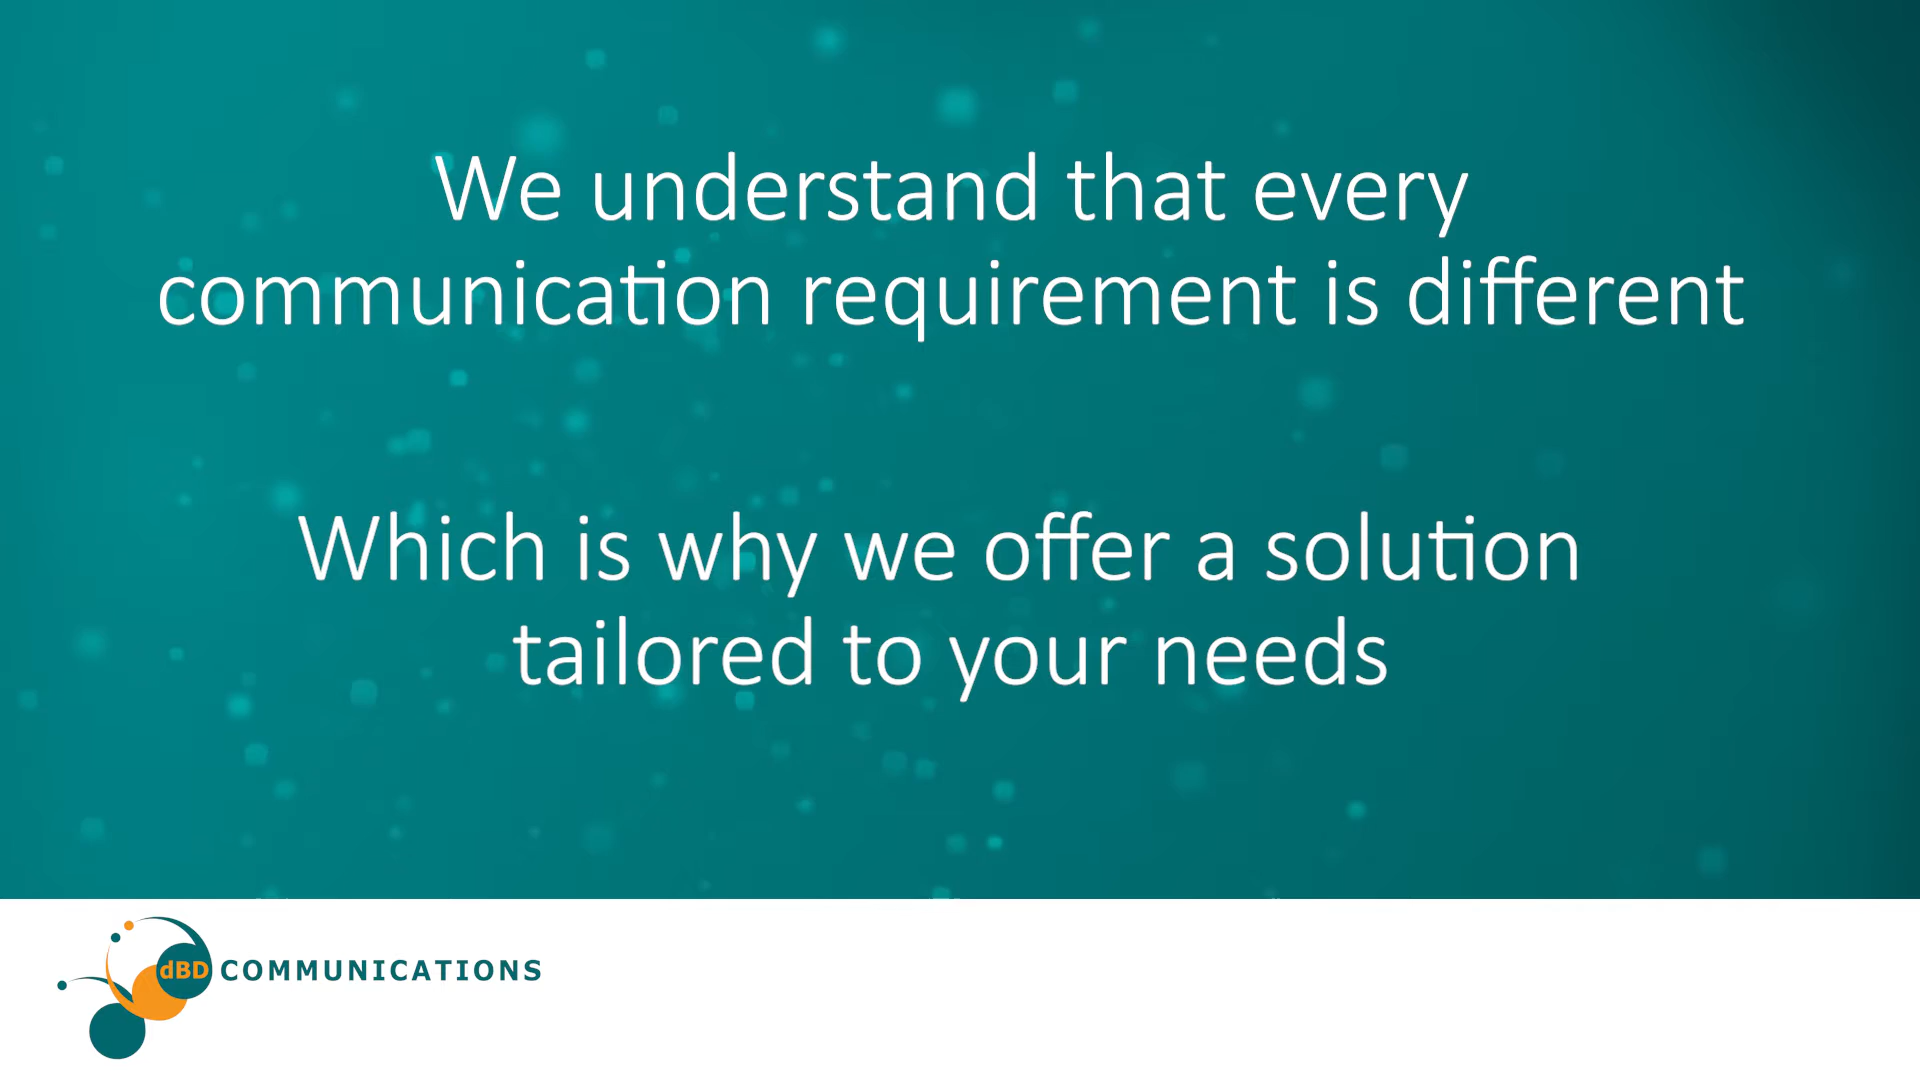 We understand that every
communication requirement is different
Which is why we offer a solution
tailored to your needs
dBD COMMUNICATIONS